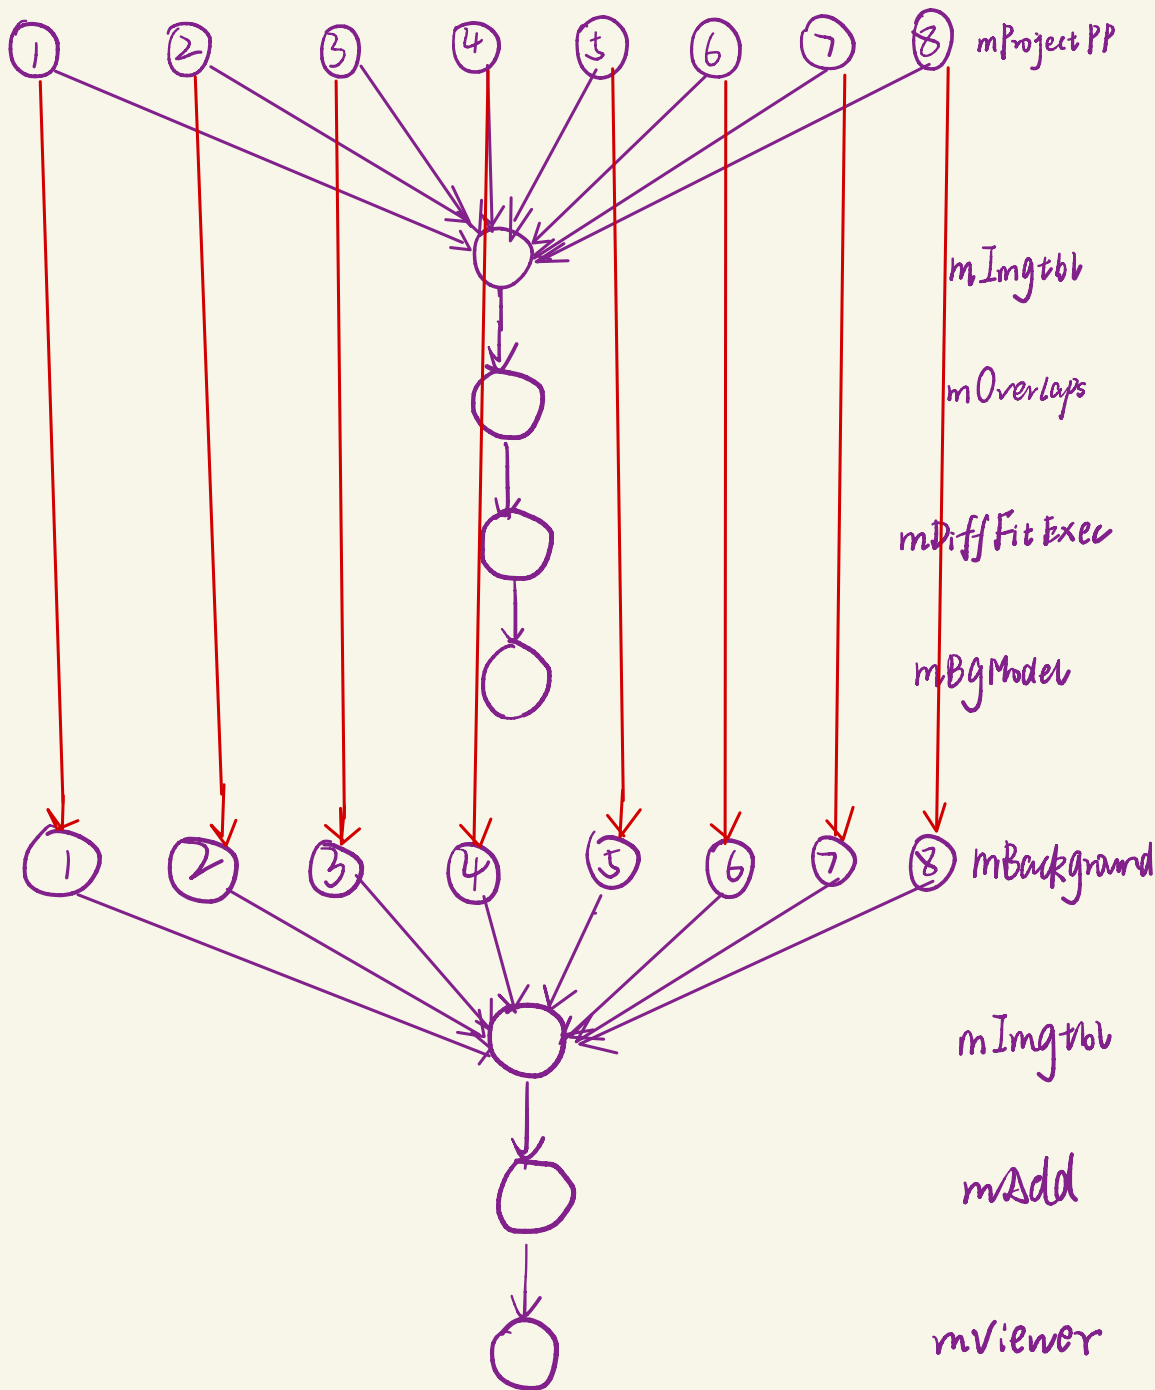 1 2 3 4 5 6 7 8 mProjectPP
mImgtbl
mOverlaps
mDiffFitExec
mBgModel
1 2 3 4 5 6 7 8 mBackground
mImgtbl
mAdd
mViewer